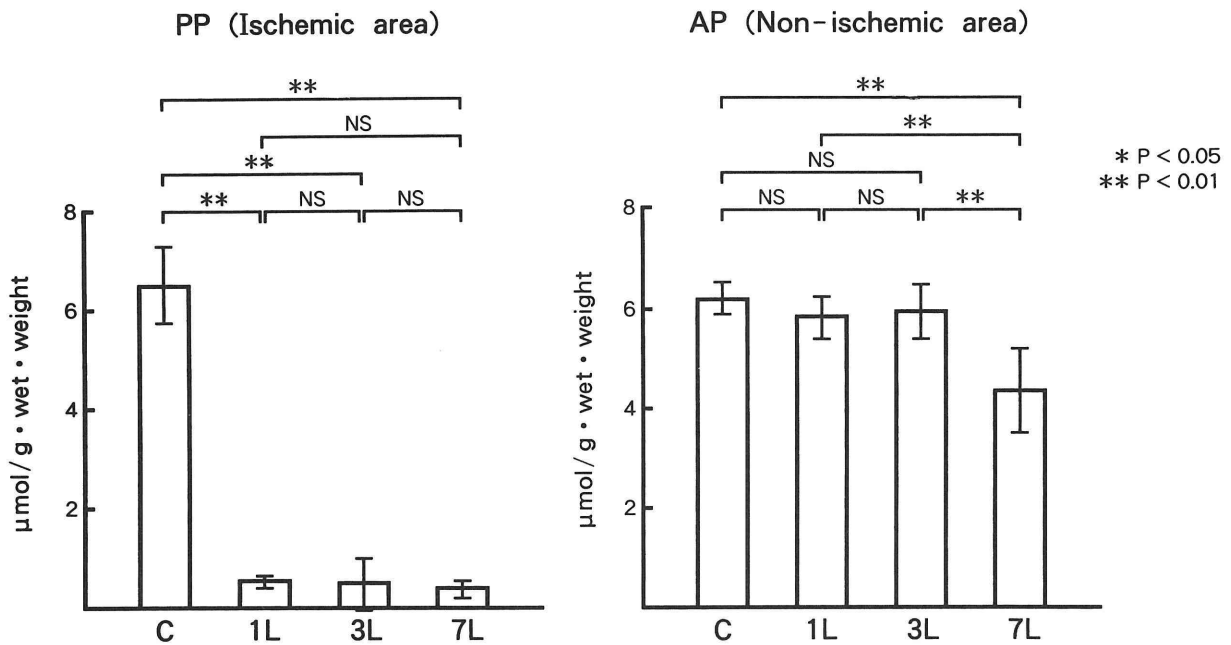 PP (Ischemic area)
**
NS
**
** NS NS
8
6
4
2
μmol/g・wet・weight
C 1L 3L 7L
AP (Non-ischemic area)
**
**
NS
NS NS **
8
6
4
2
μmol/g・wet・weight
C 1L 3L 7L
* P < 0.05
** P < 0.01